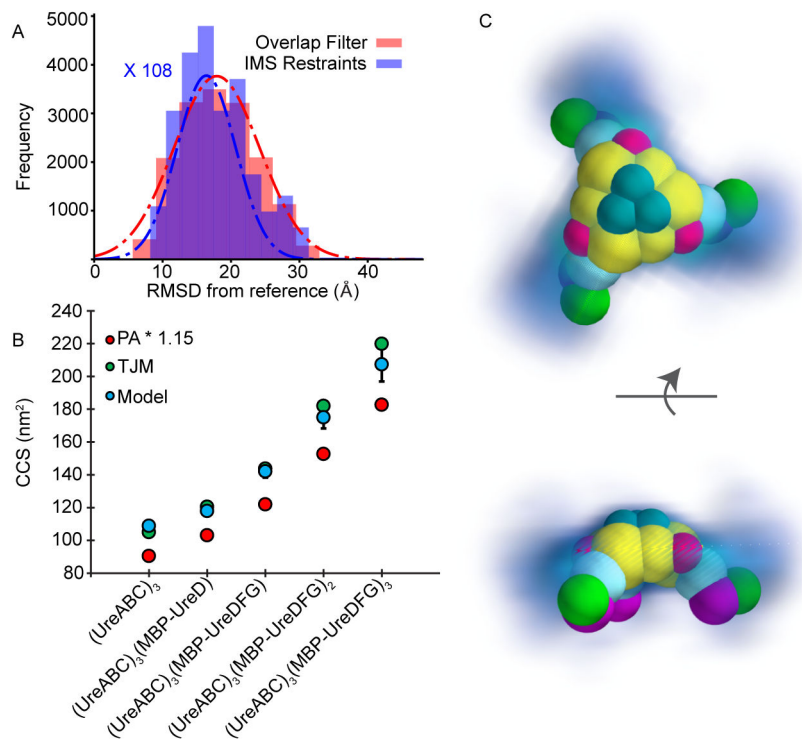 A
5000
4000
3000
2000
1000
Frequency
X 108
Overlap Filter
IMS Restraints
0
10
20
30
40
RMSD from reference (Å)
B
240
220
200
180
160
140
120
100
80
CCS (nm²)
PA * 1.15
TJM
Model
(UreABC)₃
(UreABC)₃(MBP-UreD)
(UreABC)₃(MBP-UreDFG)
(UreABC)₃(MBP-UreDFG)₂
(UreABC)₃(MBP-UreDFG)₃
C